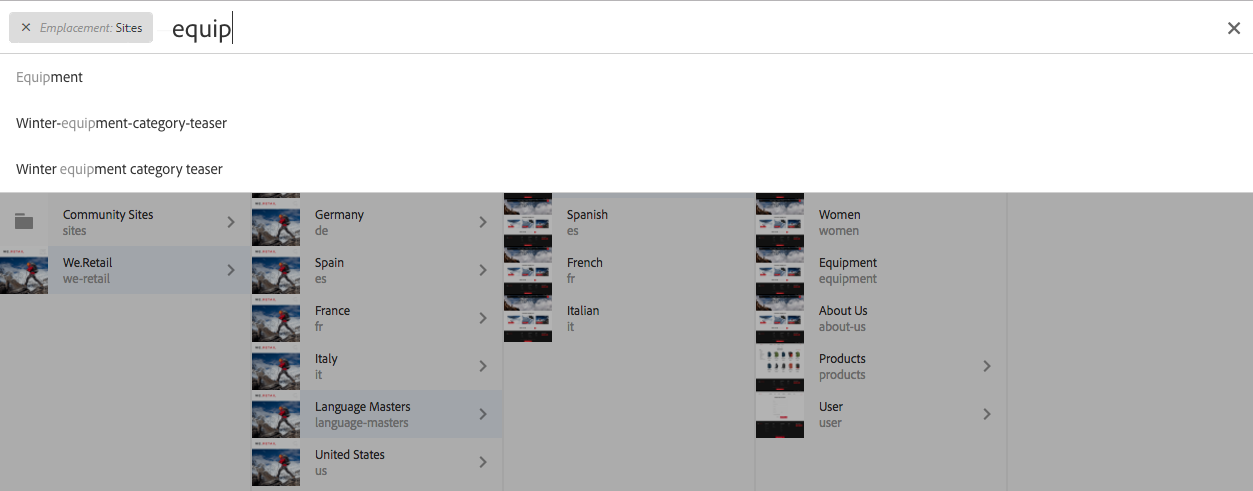 Emplacement: Sites
equip
Equipment
Winter-equipment-category-teaser
Winter equipment category teaser
Community Sites
sites
We.Retail
we-retail
Germany
de
Spain
es
France
fr
Italy
it
Language Masters
language-masters
United States
us
Spanish
es
French
fr
Italian
it
Women
women
Equipment
equipment
About Us
about-us
Products
products
User
user